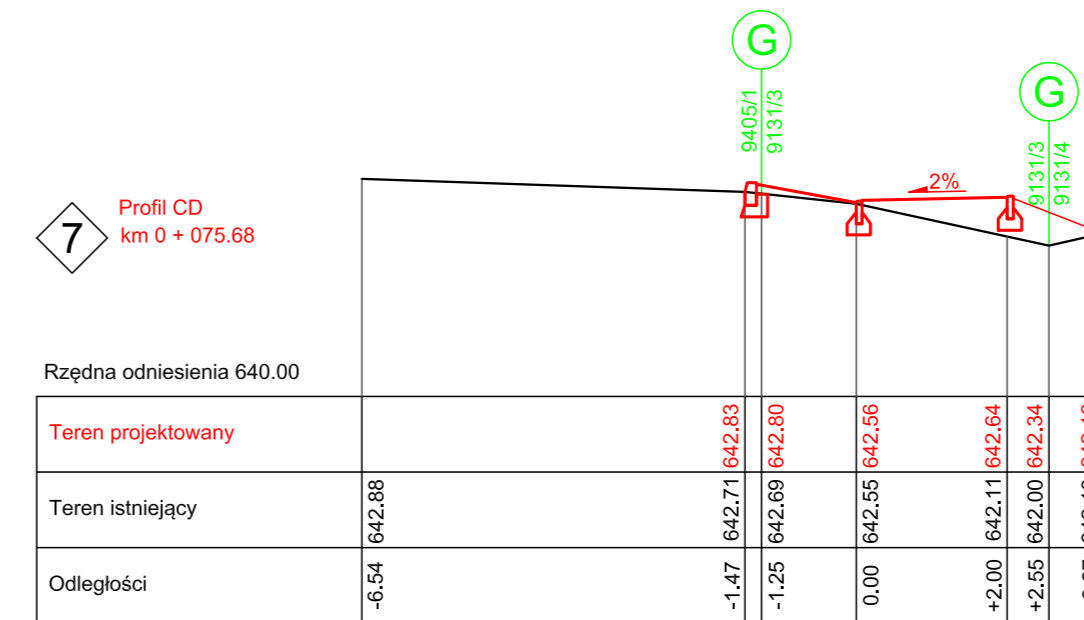 G
9405/1
9131/3
G
9131/3
9131/4
2%
7
Profil CD
km 0 + 075.68
Rzędna odniesienia 640.00
Teren projektowany 642.83 642.80 642.56 642.64 642.34
Teren istniejący 642.88 642.71 642.69 642.55 642.11 642.00
Odległości -6.54 -1.47 -1.25 0.00 +2.00 +2.55